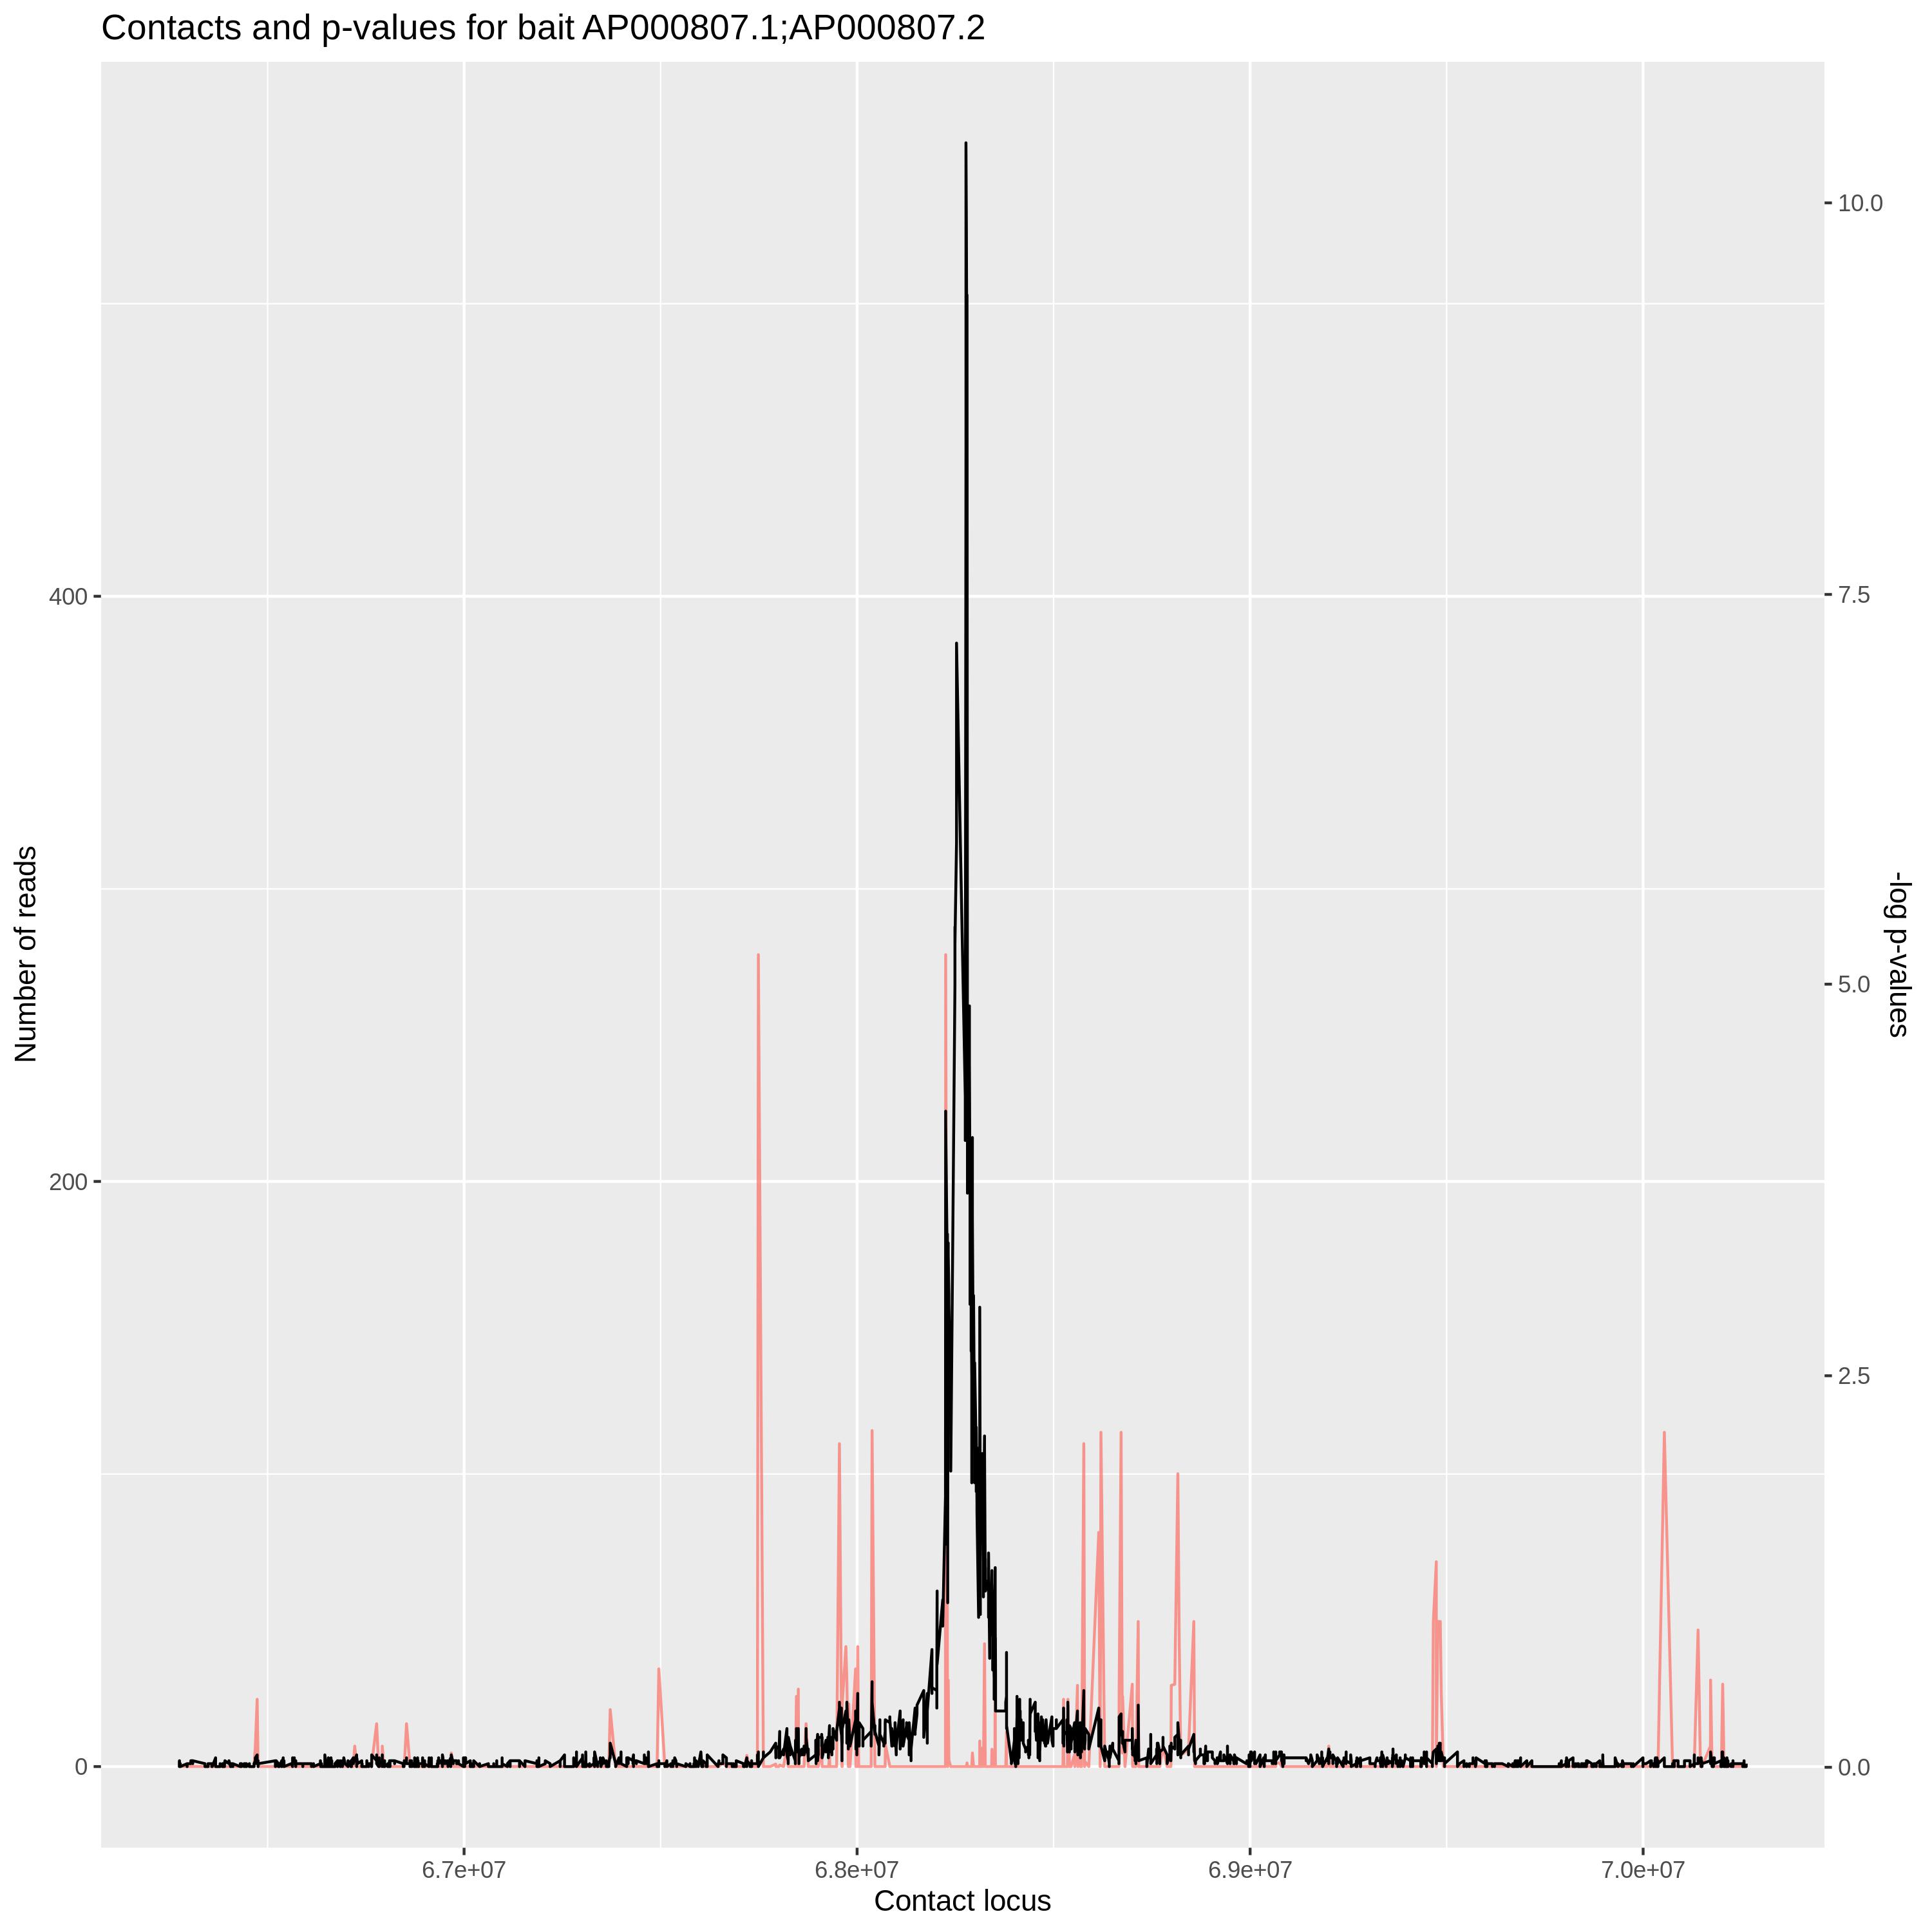 Contacts and p-values for bait AP000807.1;AP000807.2
Number of reads
400
200
0
10.0
7.5
5.0
2.5
0.0
-log p-values
6.7e+07 6.8e+07 6.9e+07 7.0e+07
Contact locus